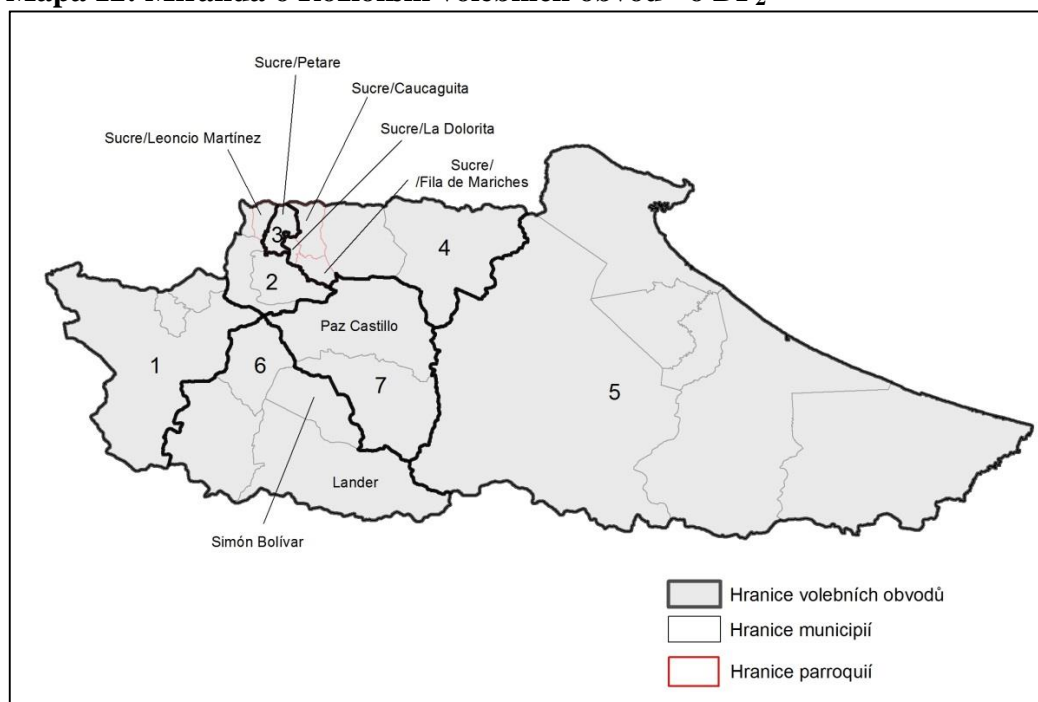 Sucre/Petare
Sucre/Caucaguita
Sucre/Leoncio Martínez
Sucre/La Dolorita
Sucre/
/Fila de Mariches
3
4
2
Paz Castillo
1
6
7
5
Lander
Simón Bolívar
Hranice volebních obvodů
Hranice municipií
Hranice parroquií